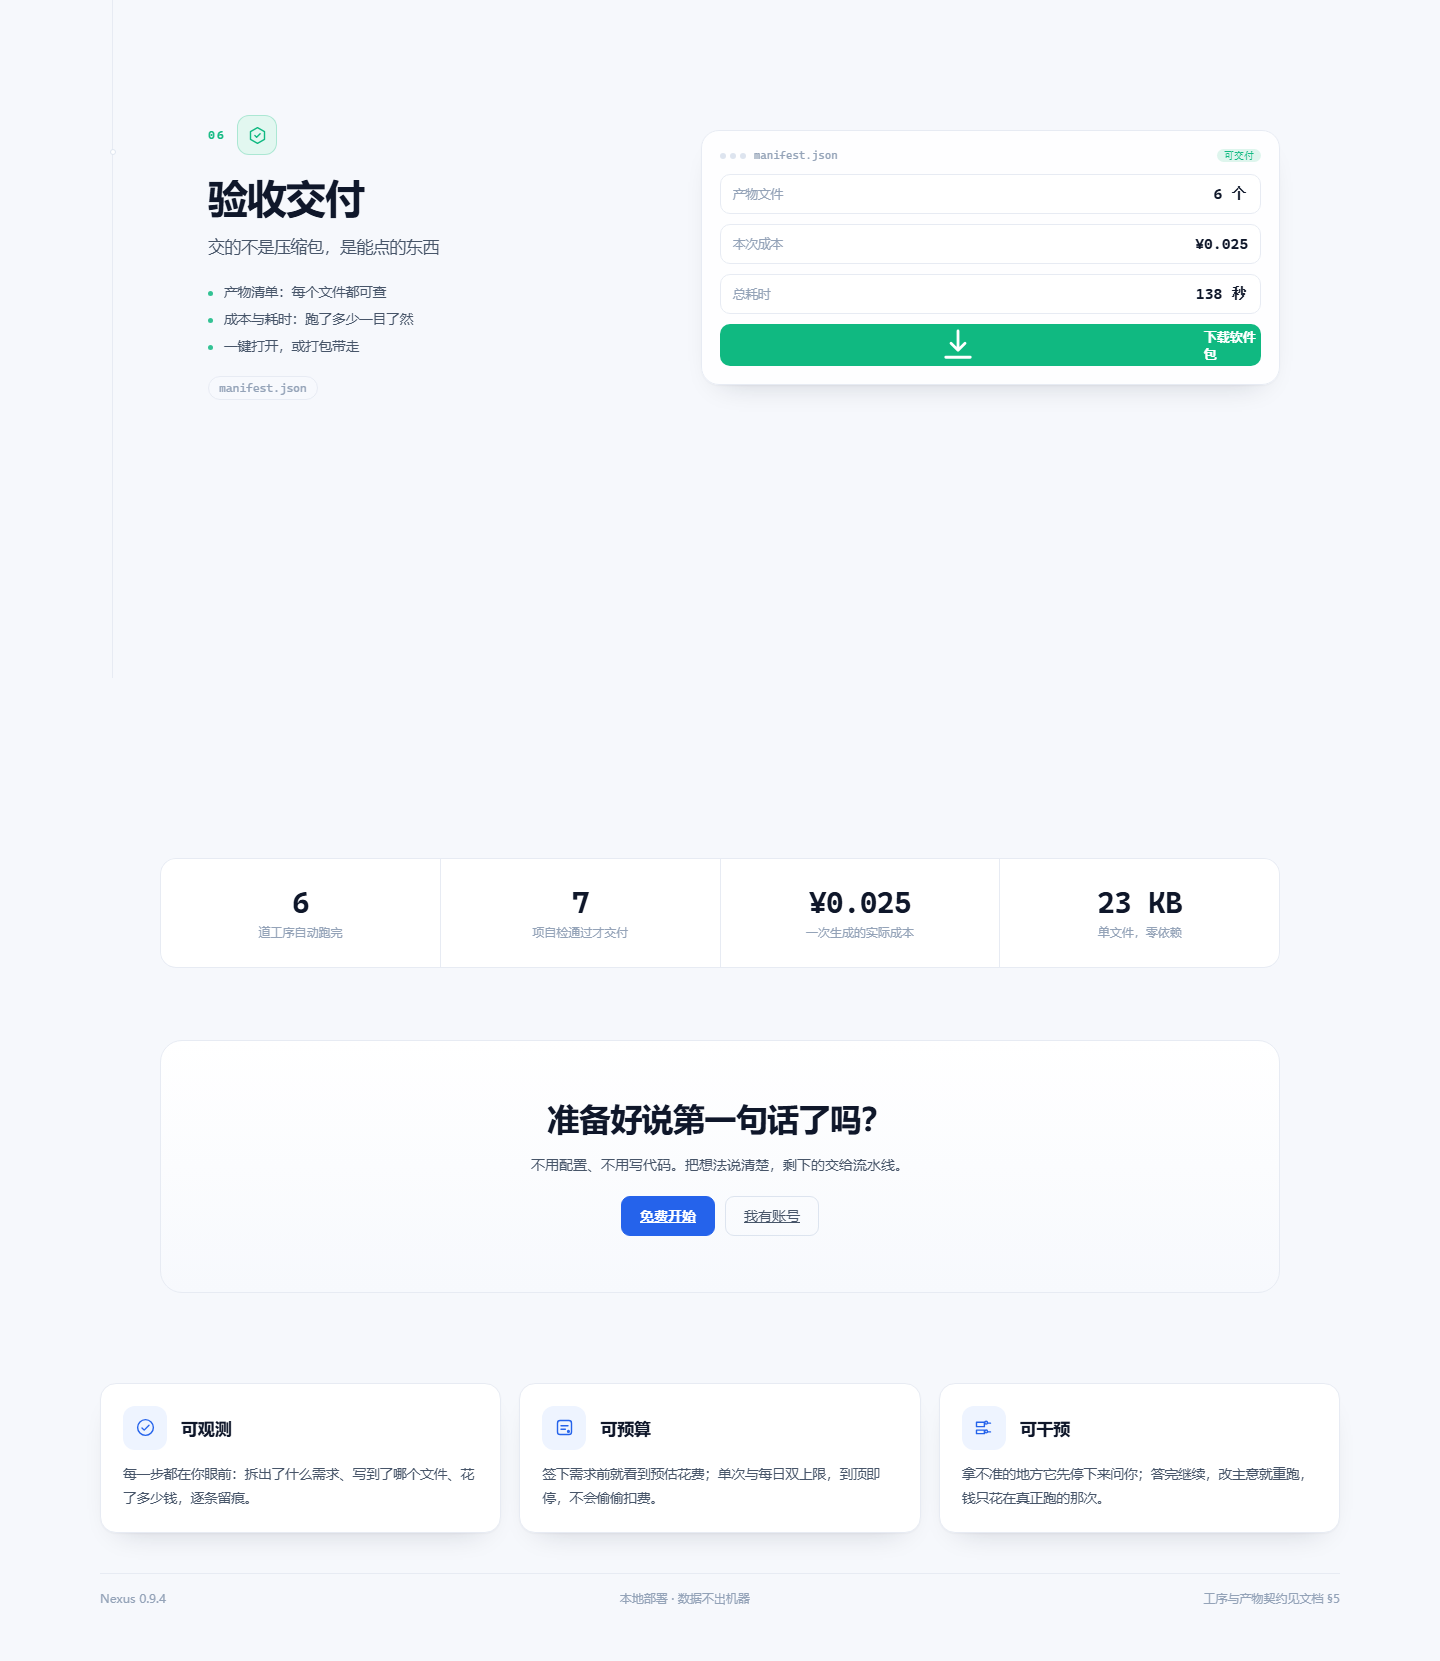 06
验收交付
交的不是压缩包，是能点的东西
产物清单：每个文件都可查
成本与耗时：跑了多少一目了然
一键打开，或打包带走
manifest.json
manifest.json
可交付
产物文件
6 个
本次成本
¥0.025
总耗时
138 秒
下载软件
包
6
道工序自动跑完
7
项自检通过才交付
¥0.025
一次生成的实际成本
23 KB
单文件，零依赖
准备好说第一句话了吗？
不用配置、不用写代码。把想法说清楚，剩下的交给流水线。
免费开始
我有账号
可观测
每一步都在你眼前：拆出了什么需求、写到了哪个文件、花
了多少钱，逐条留痕。
可预算
签下需求前就看到预估花费；单次与每日双上限，到顶即
停，不会偷偷扣费。
可干预
拿不准的地方它先停下来问你；答完继续，改主意就重跑，
钱只花在真正跑的那次。
Nexus 0.9.4
本地部署 · 数据不出机器
工序与产物契约见文档 §5